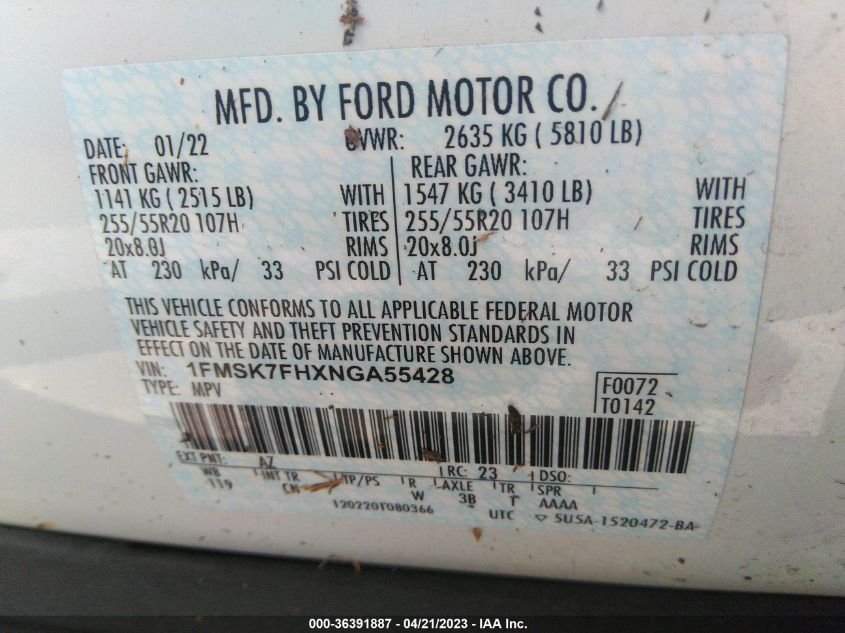 MFD. BY FORD MOTOR CO.
DATE: 01/22 GVWR: 2635 KG ( 5810 LB)
FRONT GAWR: REAR GAWR:
1141 KG ( 2515 LB) WITH 1547 KG ( 3410 LB) WITH
255/55R20 107H TIRES 255/55R20 107H TIRES
20x8.0J RIMS 20x8.0J RIMS
AT 230 kPa/ 33 PSI COLD AT 230 kPa/ 33 PSI COLD
THIS VEHICLE CONFORMS TO ALL APPLICABLE FEDERAL MOTOR
VEHICLE SAFETY AND THEFT PREVENTION STANDARDS IN
EFFECT ON THE DATE OF MANUFACTURE SHOWN ABOVE.
VIN: 1FMSK7FHXNGA55428
TYPE: MPV
F0072
T0142
EXT PNT: AZ RC: 23 DSO:
WB INT TR TP/PS R AXLE TR SPR
119 CN W 3B T AAAA
120220T080366 UTC ▽ 5U5A-1520472-BA
000-36391887 - 04/21/2023 - IAA Inc.